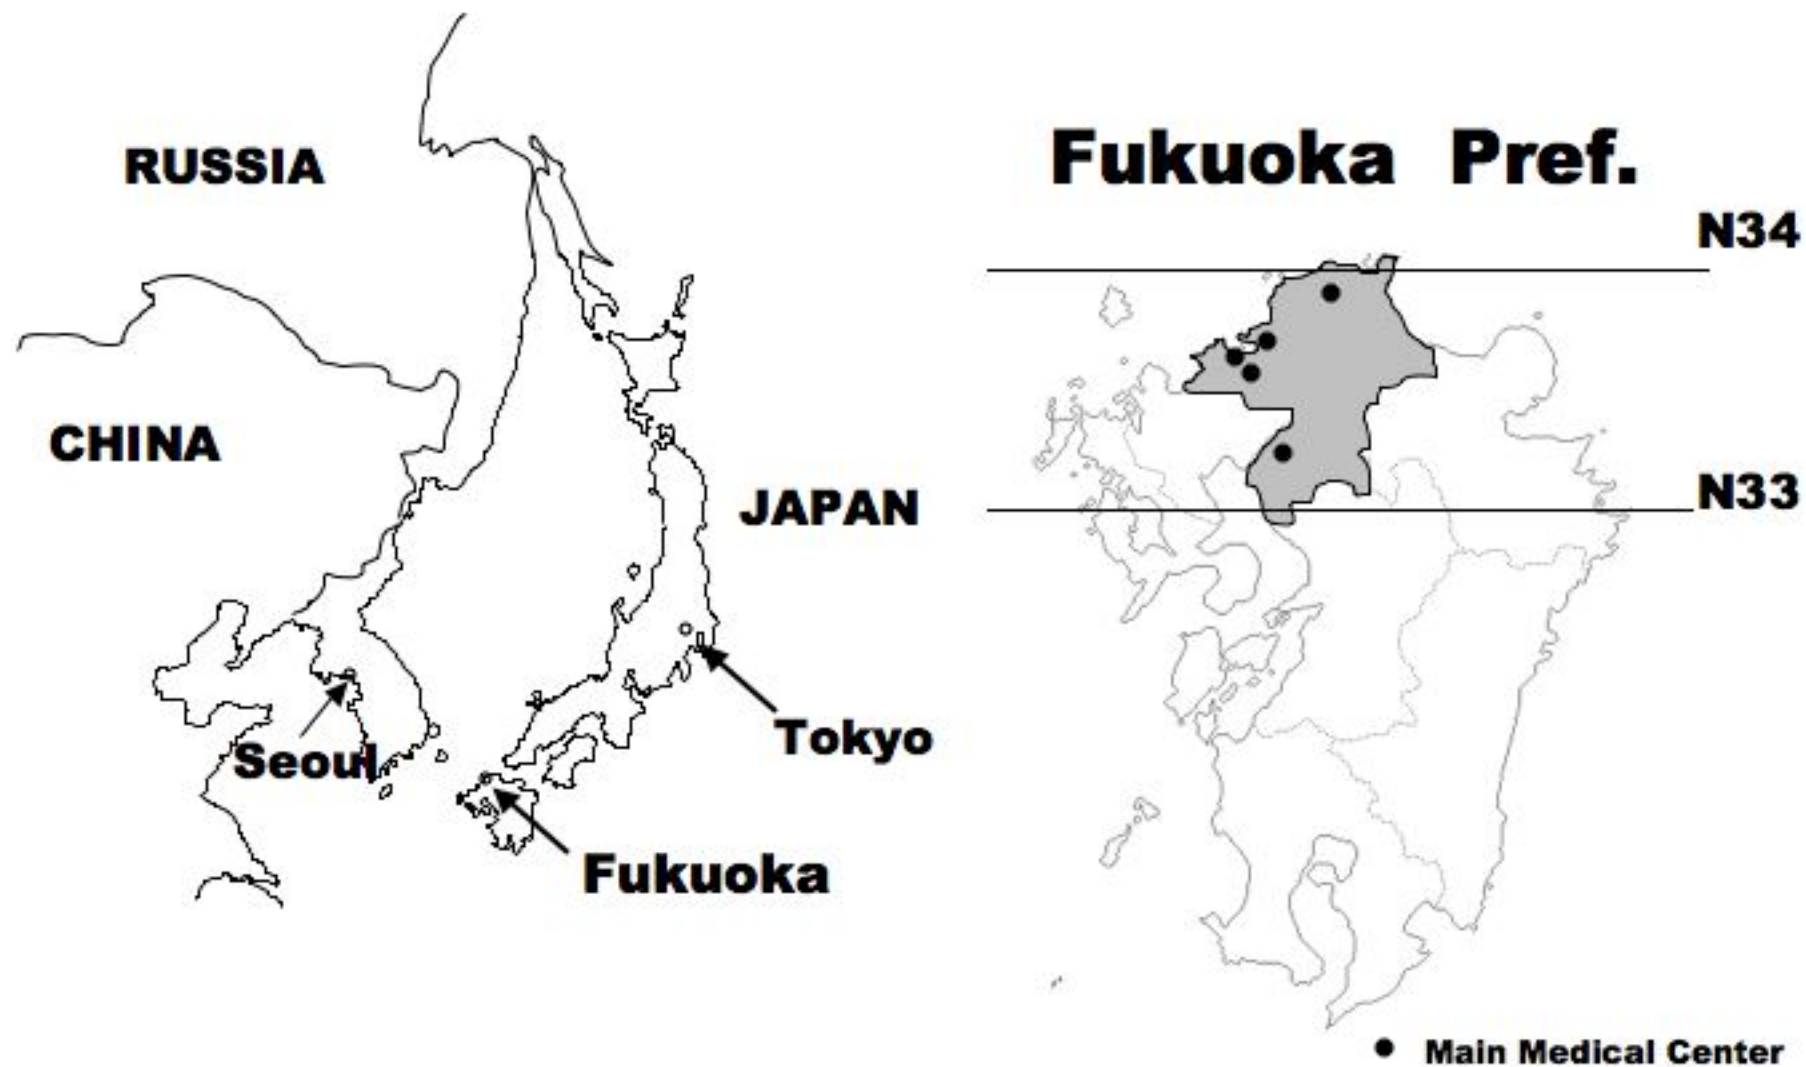 RUSSIA
CHINA
JAPAN
Seoul
Tokyo
Fukuoka
Fukuoka Pref.
N34
N33
Main Medical Center